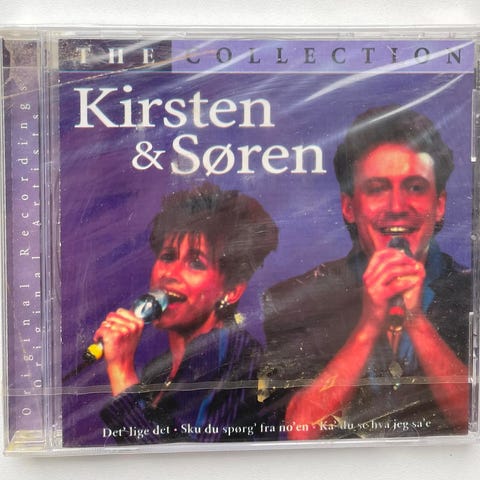 THE COLLECTION
Kirsten
& Søren
Original Recordings
Original Artists
Det' lige det · Sku du spørg' fra no'en · Ka' du se hva jeg sa'e